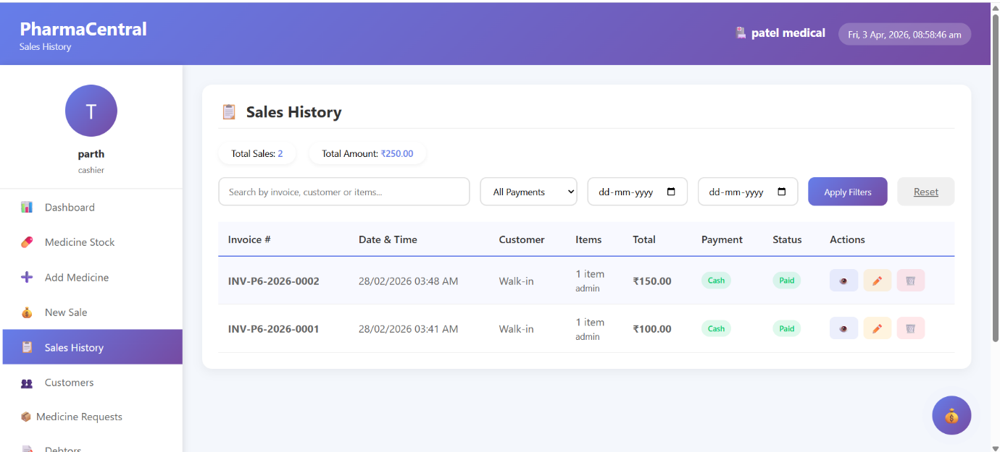 PharmaCentral
Sales History
patel medical
Fri, 3 Apr, 2026, 08:58:46 am
T
parth
cashier
Dashboard
Medicine Stock
Add Medicine
New Sale
Sales History
Customers
Medicine Requests
Debtors
Sales History
Total Sales: 2
Total Amount: ₹250.00
Search by invoice, customer or items...
All Payments
dd-mm-yyyy
dd-mm-yyyy
Apply Filters
Reset
Invoice # Date & Time Customer Items Total Payment Status Actions
INV-P6-2026-0002 28/02/2026 03:48 AM Walk-in 1 item ₹150.00 Cash Paid
admin
INV-P6-2026-0001 28/02/2026 03:41 AM Walk-in 1 item ₹100.00 Cash Paid
admin